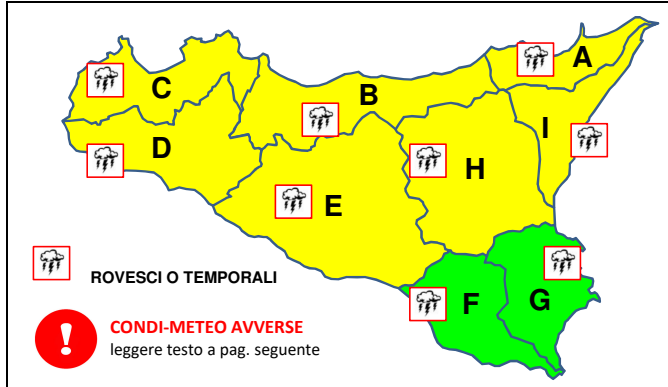 A
C
B
I
D
H
E
F
G
ROVESCI O TEMPORALI
CONDI-METEO AVVERSE
leggere testo a pag. seguente